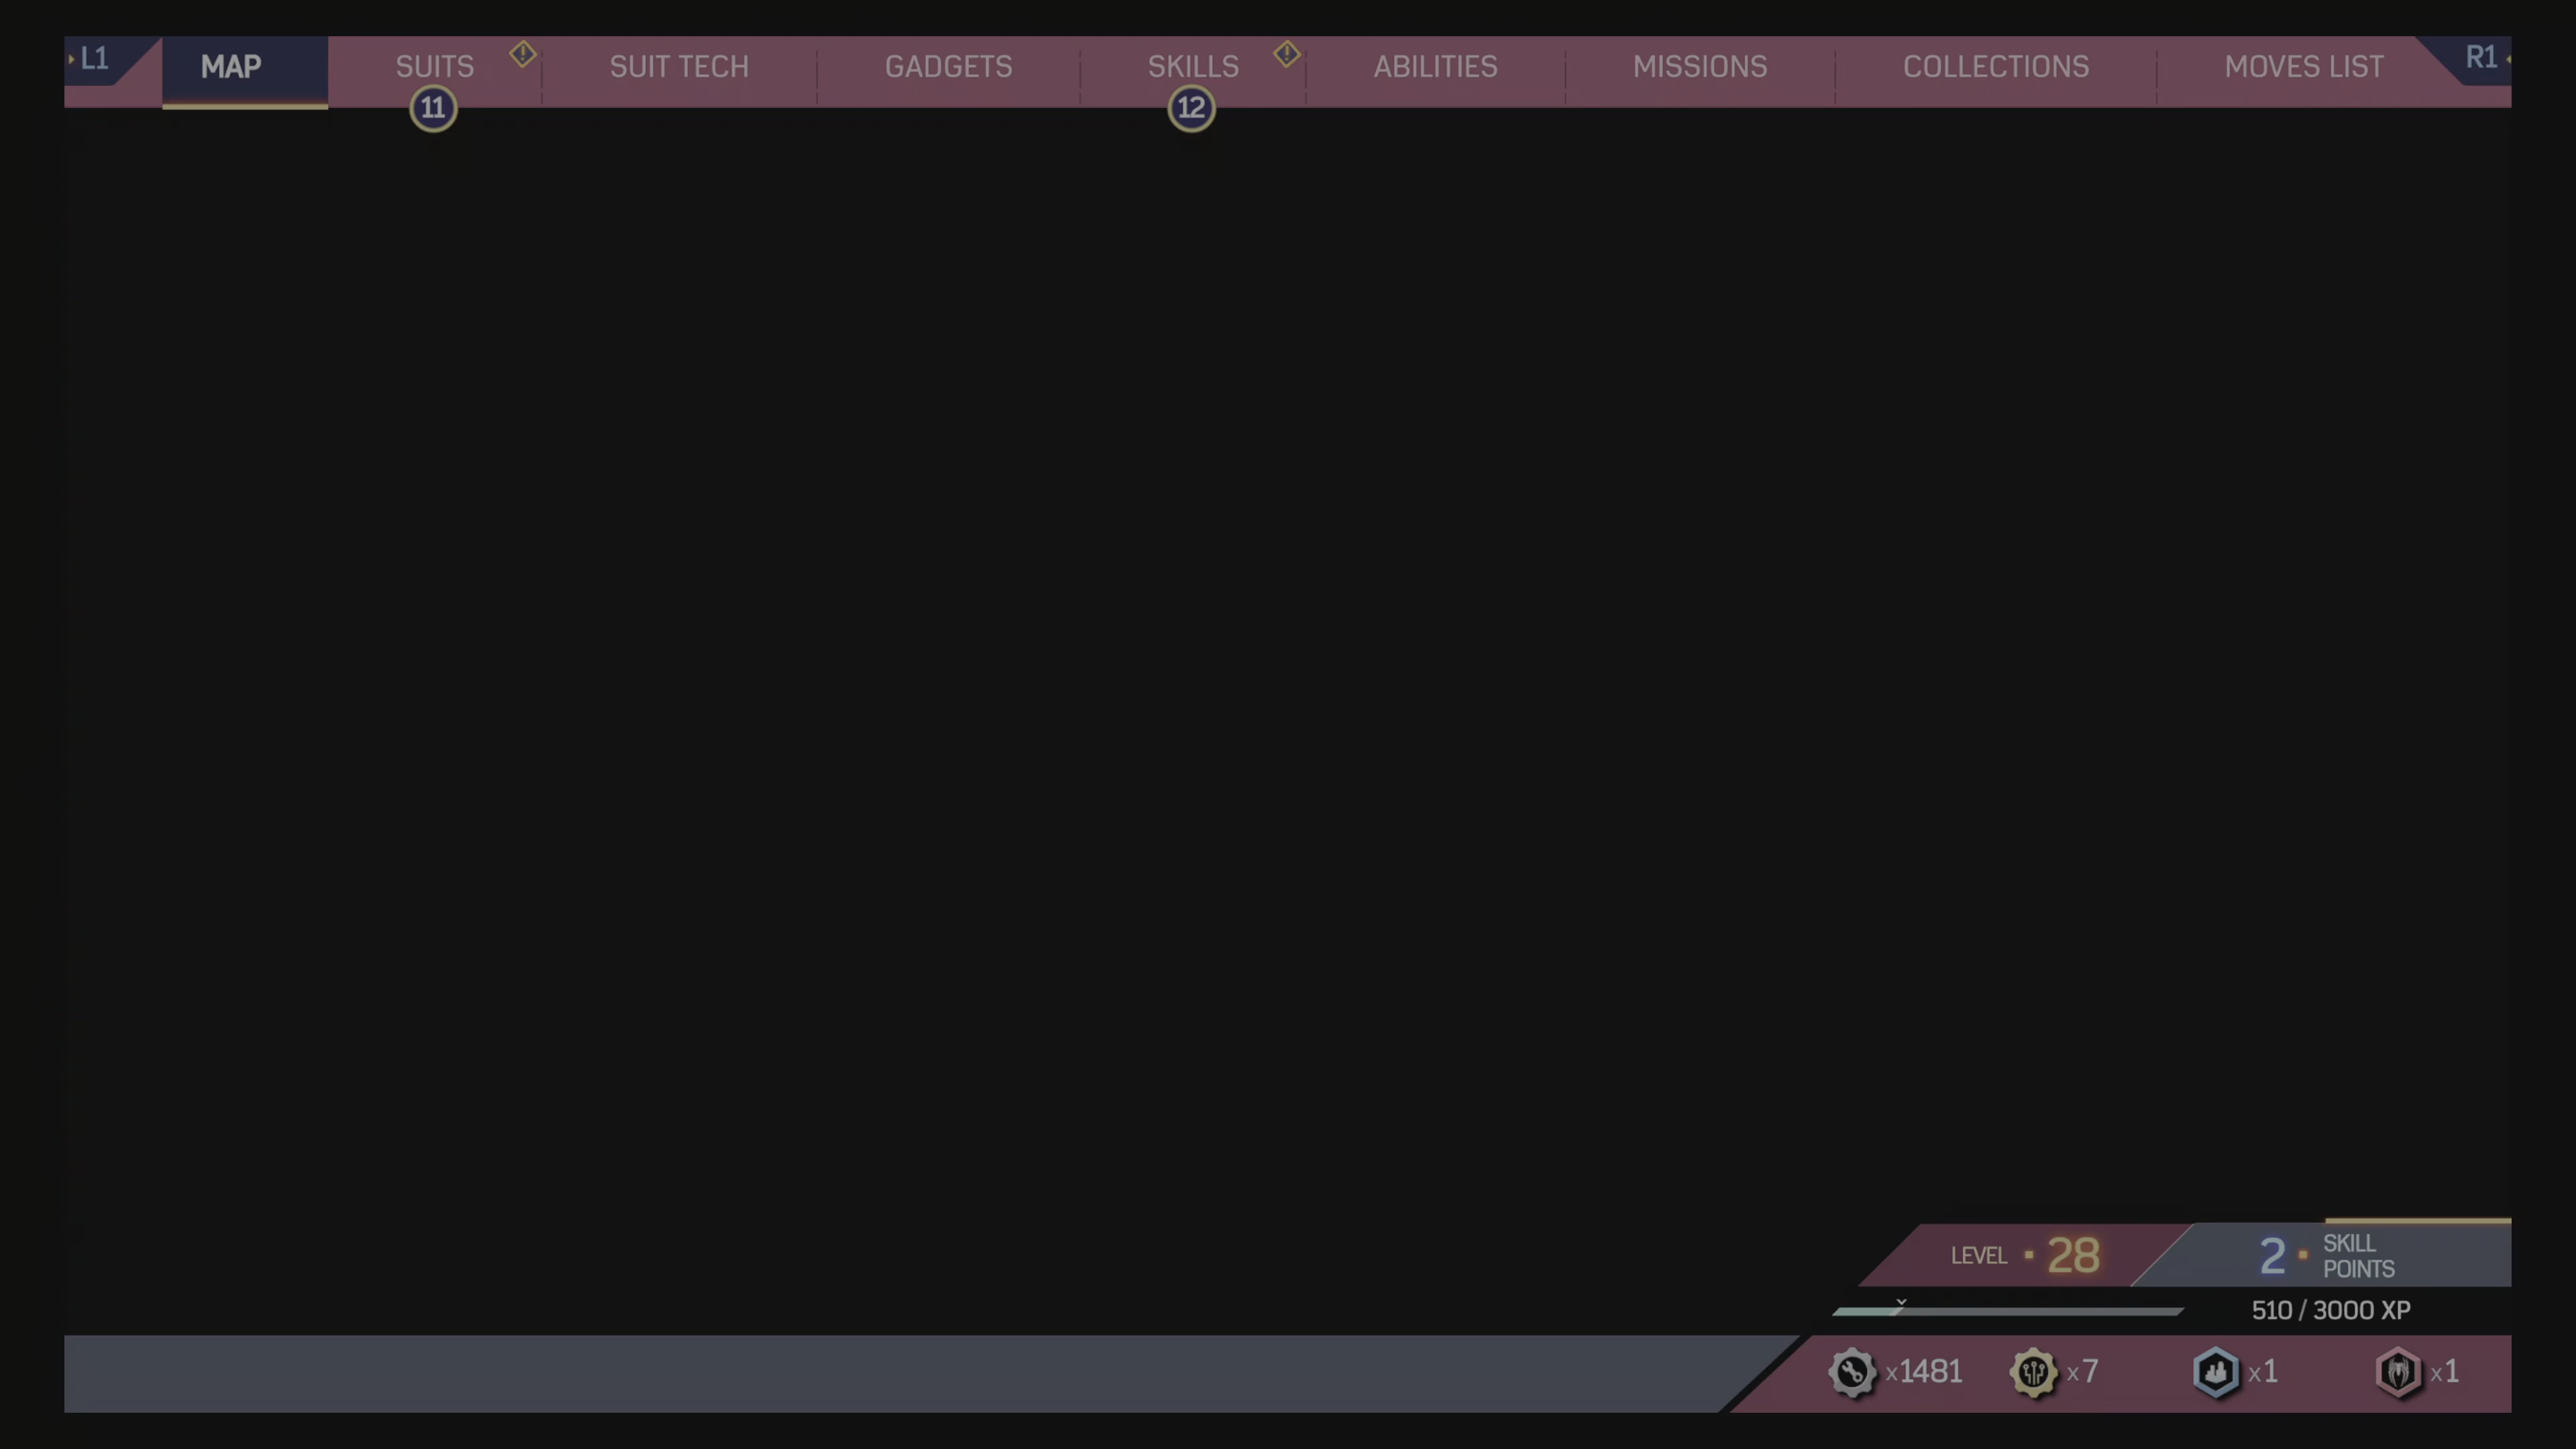 L1 MAP SUITS SUIT TECH GADGETS SKILLS ABILITIES MISSIONS COLLECTIONS MOVES LIST R1
11 12
LEVEL 28 2 SKILL
POINTS
510 / 3000 XP
x1481 x7 x1 x1